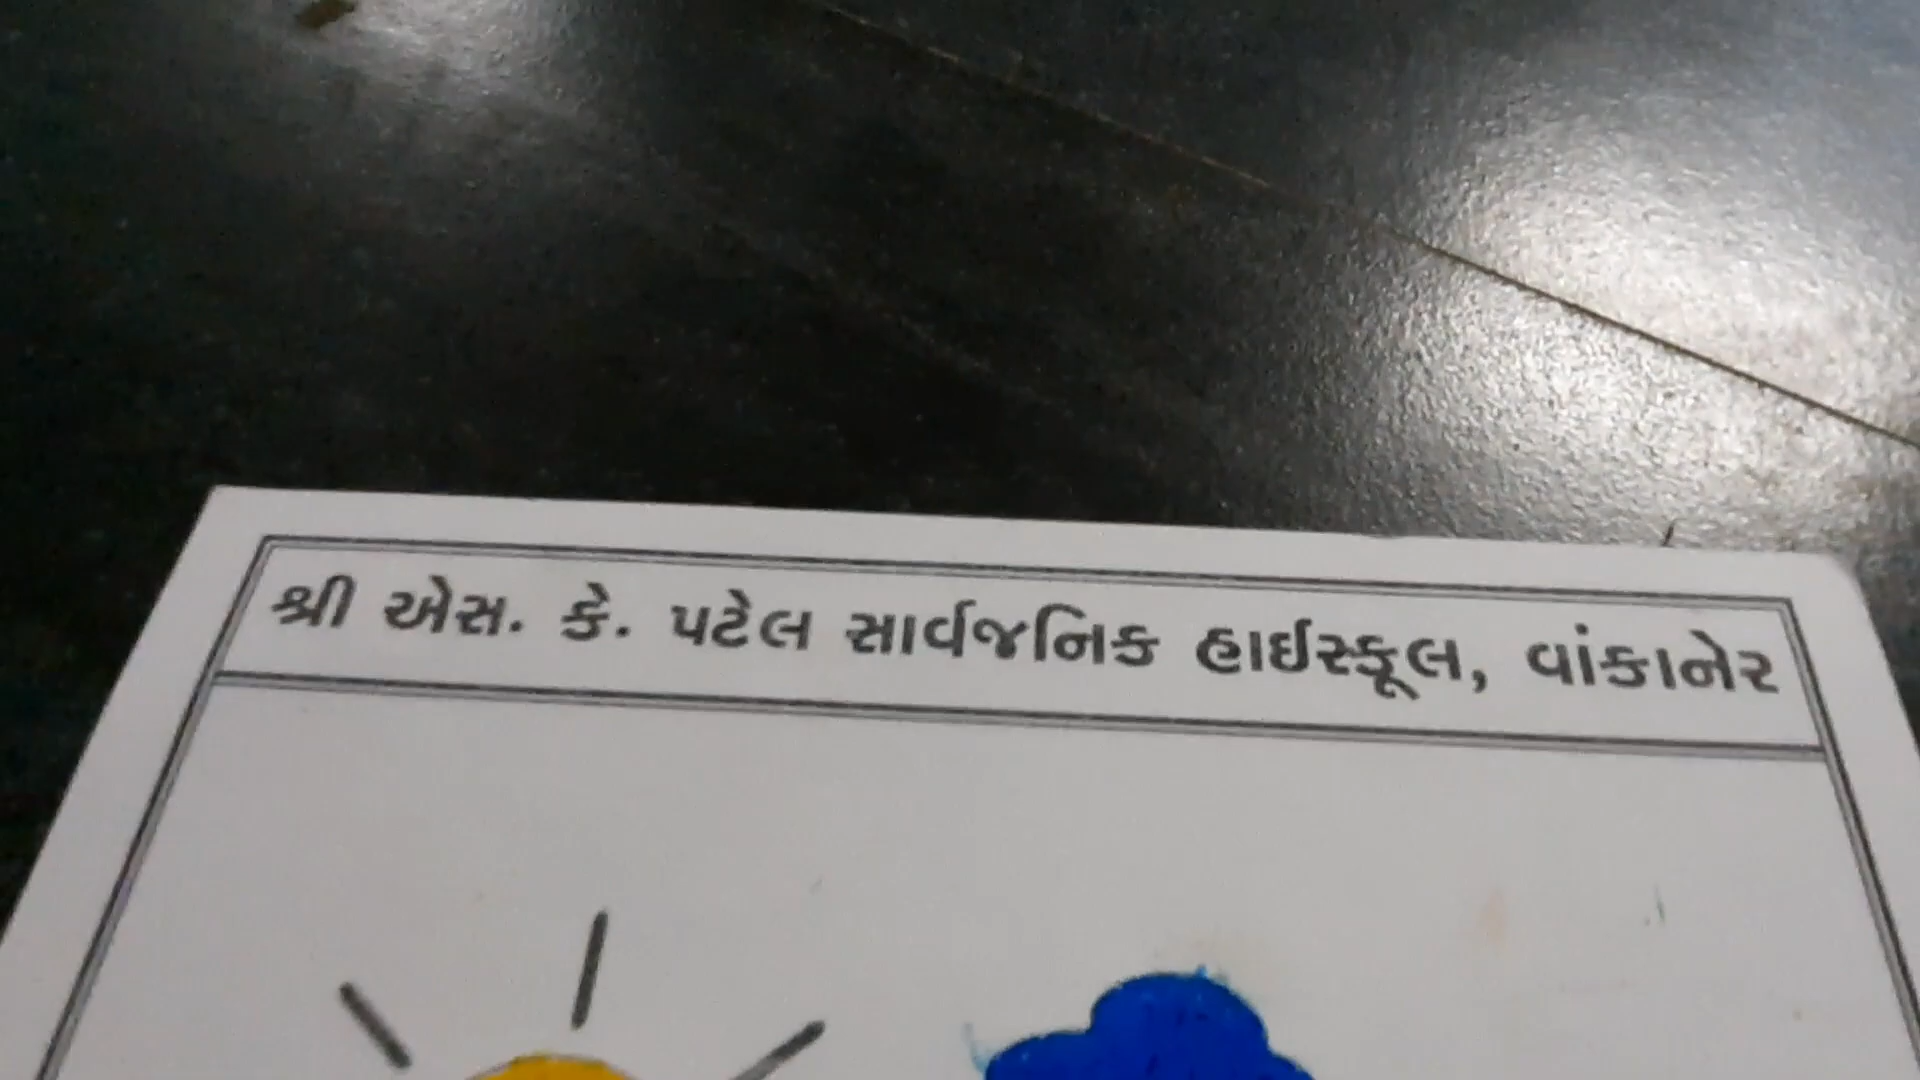 શ્રી એસ. કે. પટેલ સાર્વજનિક હાઈસ્કૂલ, વાંકાનેર